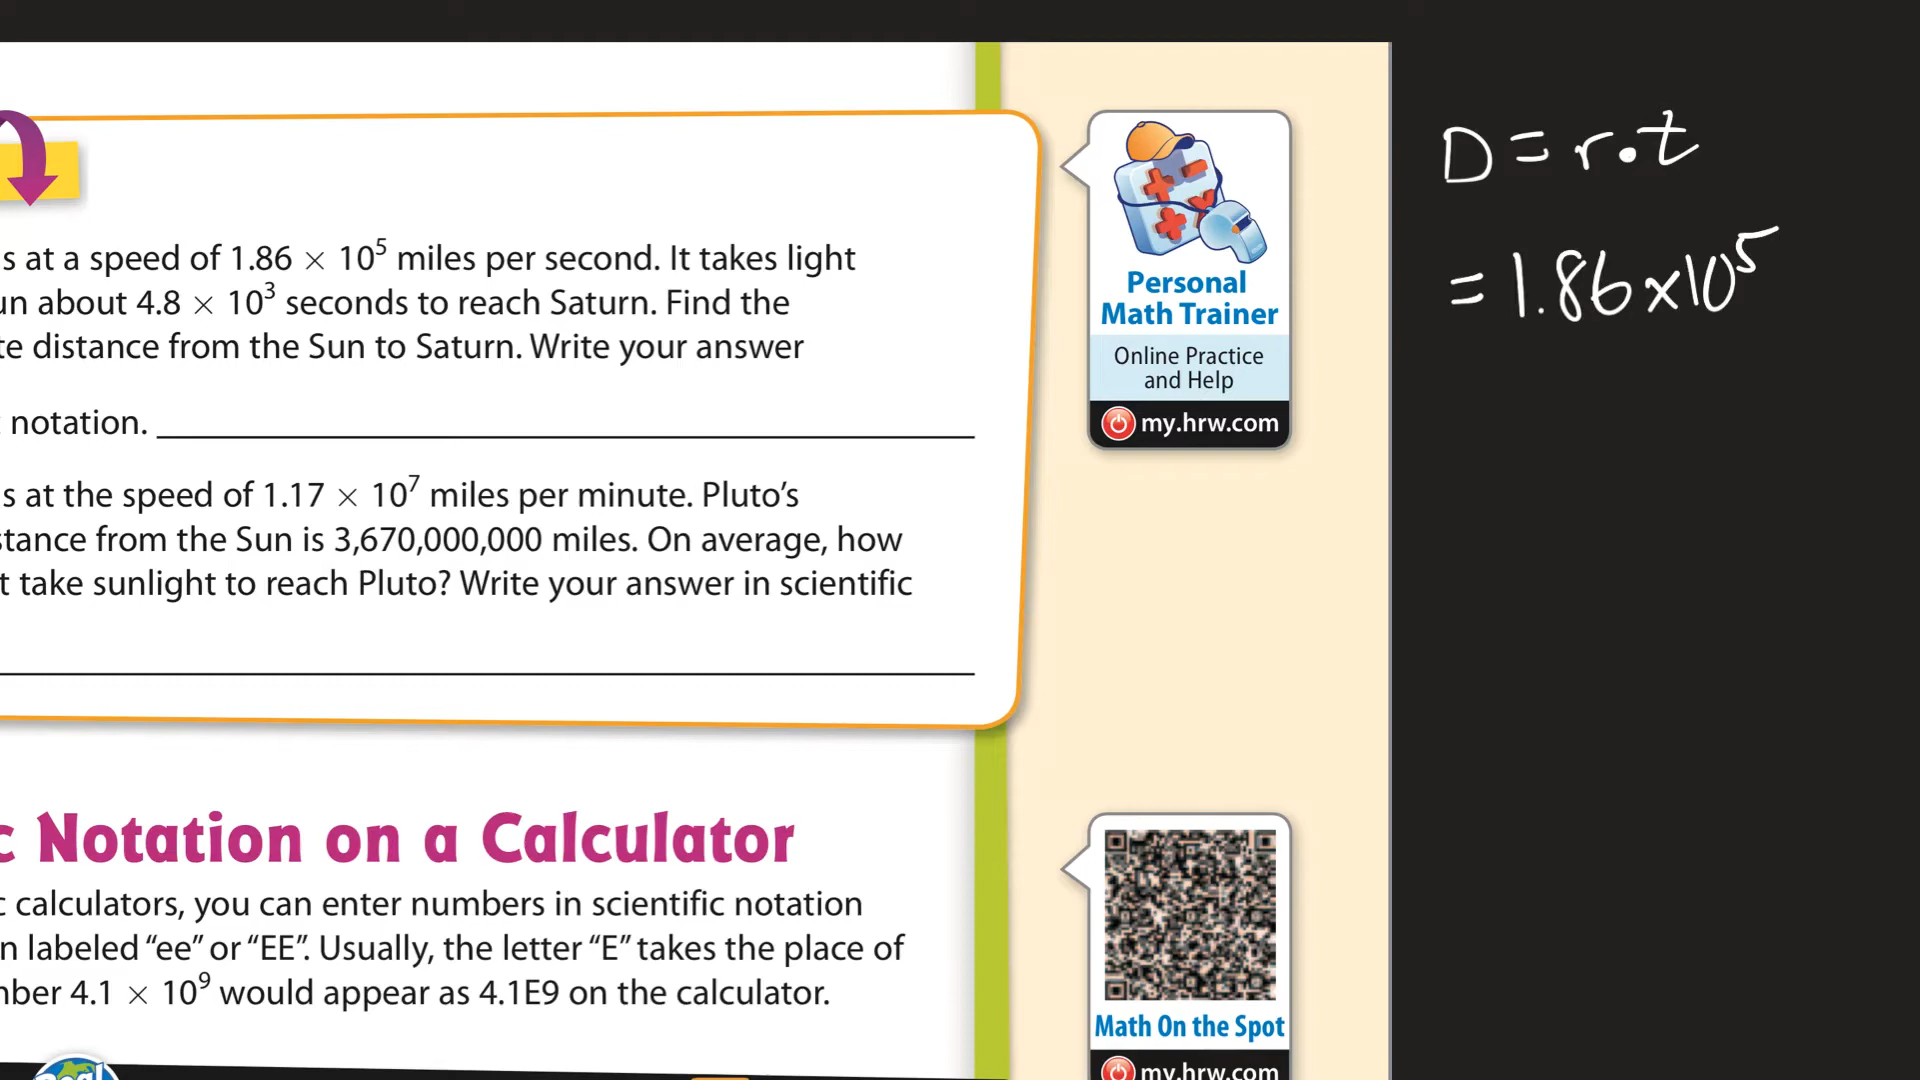 s at a speed of 1.86 × 10⁵ miles per second. It takes light
un about 4.8 × 10³ seconds to reach Saturn. Find the
te distance from the Sun to Saturn. Write your answer
notation.
s at the speed of 1.17 × 10⁷ miles per minute. Pluto’s
stance from the Sun is 3,670,000,000 miles. On average, how
t take sunlight to reach Pluto? Write your answer in scientific
c Notation on a Calculator
c calculators, you can enter numbers in scientific notation
n labeled “ee” or “EE”. Usually, the letter “E” takes the place of
mber 4.1 × 10⁹ would appear as 4.1E9 on the calculator.
Real
Personal
Math Trainer
Online Practice
and Help
my.hrw.com
Math On the Spot
my.hrw.com
D = r•t
= 1.86×10⁵